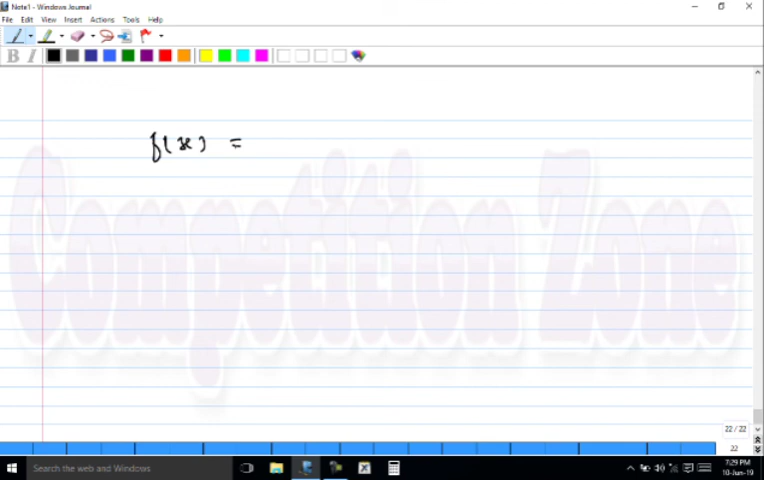 Note1 - Windows Journal
File Edit View Insert Actions Tools Help
B I
f(x) =
Competition Zone
22 / 22
22
Search the web and Windows
7:29 PM
10-Jun-19